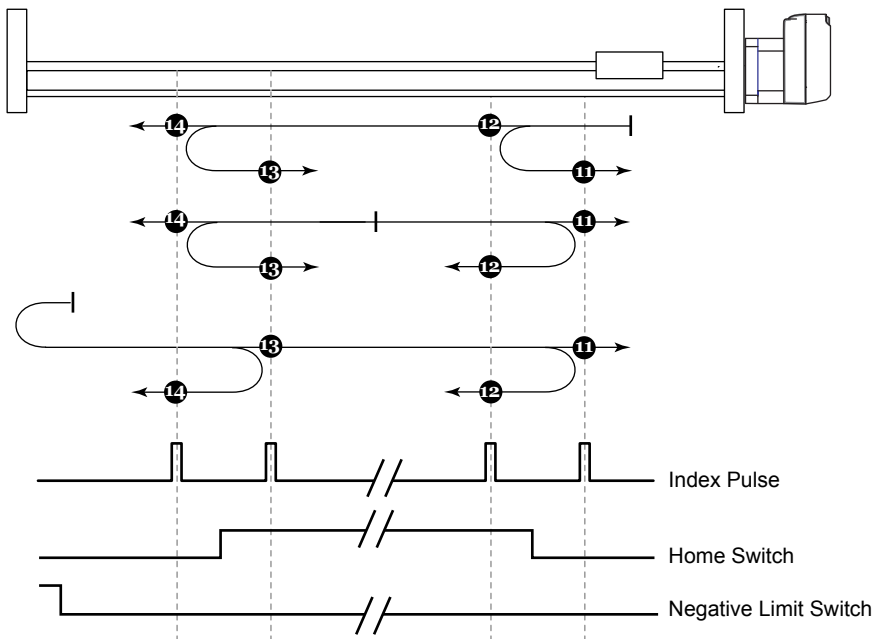 14 12
13 11
14 11
13 12
13 11
14 12
Index Pulse
Home Switch
Negative Limit Switch